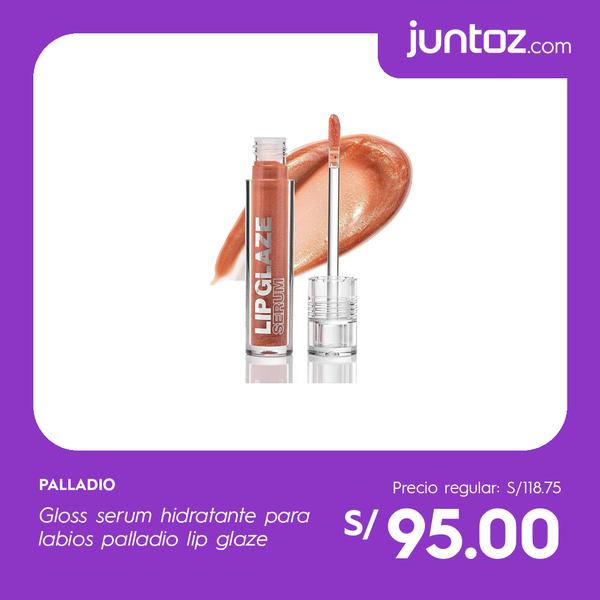 juntoz.com
LIP GLAZE
SERUM
PALLADIO
Gloss serum hidratante para
labios palladio lip glaze
Precio regular: S/118.75
S/ 95.00